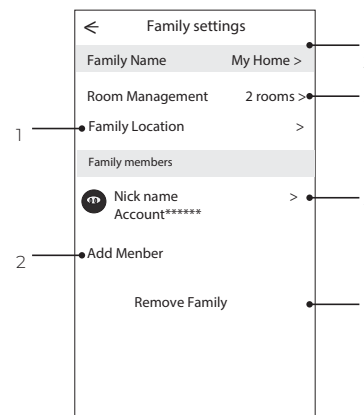 < Family settings
Family Name My Home >
Room Management 2 rooms >
1
Family Location >
Family members
Nick name >
Account******
2
Add Menber
Remove Family